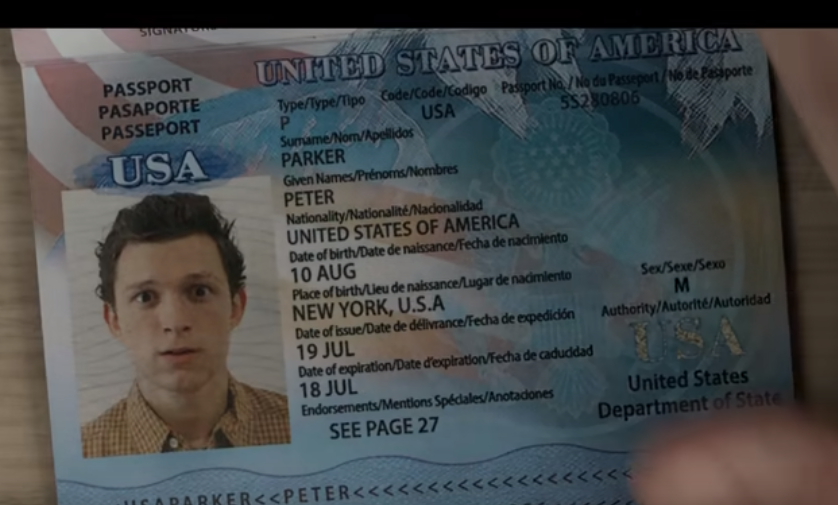 SIGNATURE
UNITED STATES OF AMERICA
PASSPORT
PASAPORTE
PASSEPORT
USA
Type/Type/Tipo Code/Code/Codigo Passport No. / No du Passeport / No de Pasaporte
P USA 55280806
Surname/Nom/Apellidos
PARKER
Given Names/Prénoms/Nombres
PETER
Nationality/Nationalité/Nacionalidad
UNITED STATES OF AMERICA
Date of birth/Date de naissance/Fecha de nacimiento
10 AUG
Place of birth/Lieu de naissance/Lugar de nacimiento
NEW YORK, U.S.A
Date of issue/Date de délivrance/Fecha de expedición
19 JUL
Date of expiration/Date d'expiration/Fecha de caducidad
18 JUL
Endorsements/Mentions Spéciales/Anotaciones
SEE PAGE 27
Sex/Sexe/Sexo
M
Authority/Autorité/Autoridad
USA
United States
Department of State
USAPARKER<<PETER<<<<<<<<<<<<<<<<<<<<